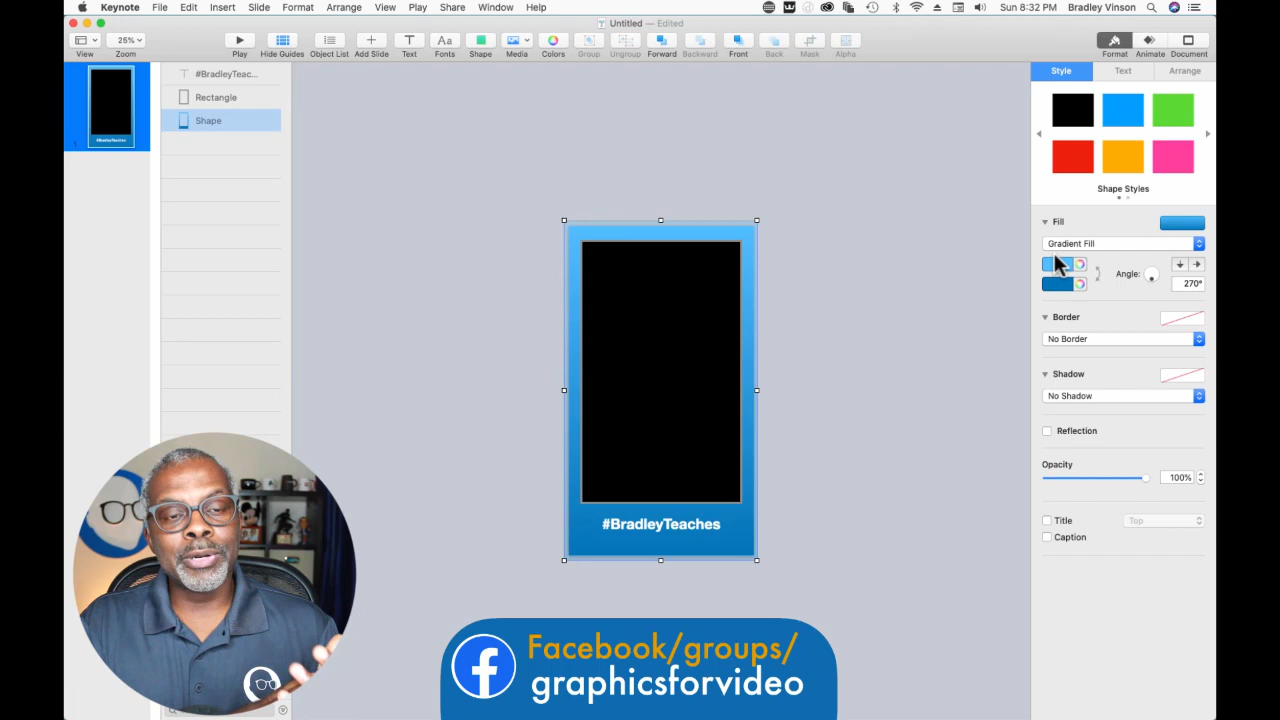 Keynote File Edit Insert Slide Format Arrange View Play Share Window Help Sun 8:32 PM Bradley Vinson
Untitled — Edited
25%
View Zoom Play Hide Guides Object List Add Slide Text Fonts Shape Media Colors Group Ungroup Forward Backward Front Back Mask Alpha Format Animate Document
#BradleyTeac...
Rectangle
Shape
1
#BradleyTeaches
#BradleyTeaches
Style Text Arrange
Shape Styles
Fill
Gradient Fill
Angle:
270°
Border
No Border
Shadow
No Shadow
Reflection
Opacity
100%
Title Top
Caption
Facebook/groups/
graphicsforvideo